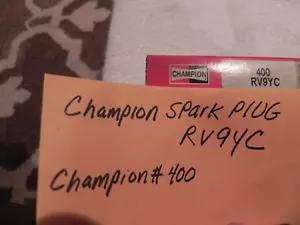 CHAMPION
400
RV9YC
Champion SPark PlUG
RV9YC
Champion# 400